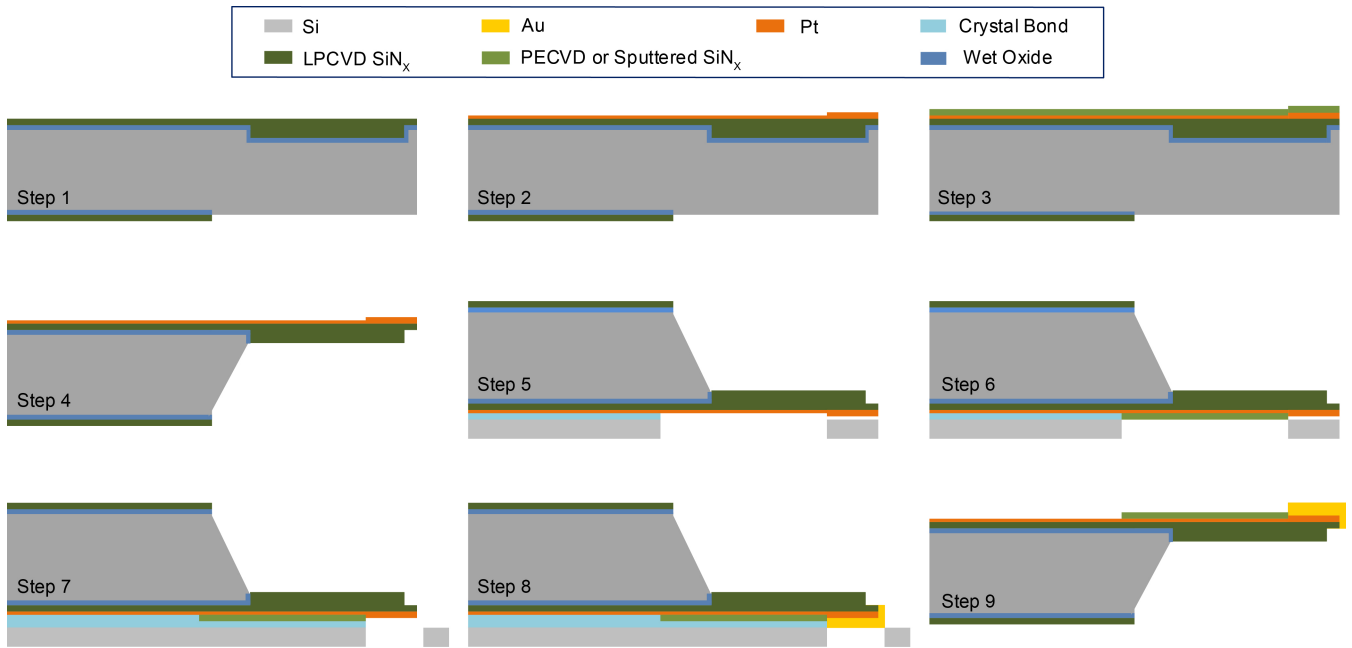 Si Au Pt Crystal Bond
LPCVD SiNX PECVD or Sputtered SiNX Wet Oxide
Step 1 Step 2 Step 3
Step 4 Step 5 Step 6
Step 7 Step 8 Step 9